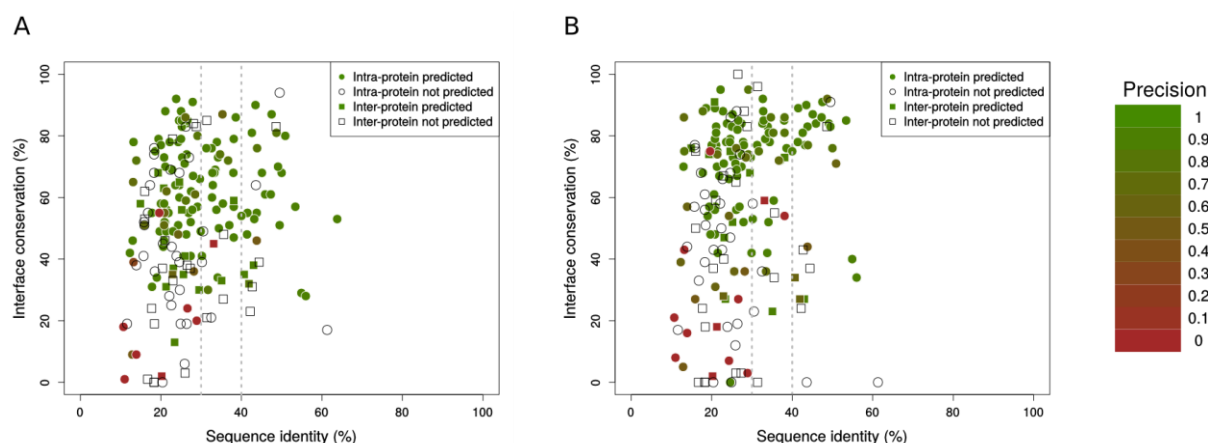 A
Interface conservation (%)
100
80
60
40
20
0
0 20 40 60 80 100
Sequence identity (%)
Intra-protein predicted
Intra-protein not predicted
Inter-protein predicted
Inter-protein not predicted
B
Interface conservation (%)
100
80
60
40
20
0
0 20 40 60 80 100
Sequence identity (%)
Intra-protein predicted
Intra-protein not predicted
Inter-protein predicted
Inter-protein not predicted
Precision
1
0.9
0.8
0.7
0.6
0.5
0.4
0.3
0.2
0.1
0